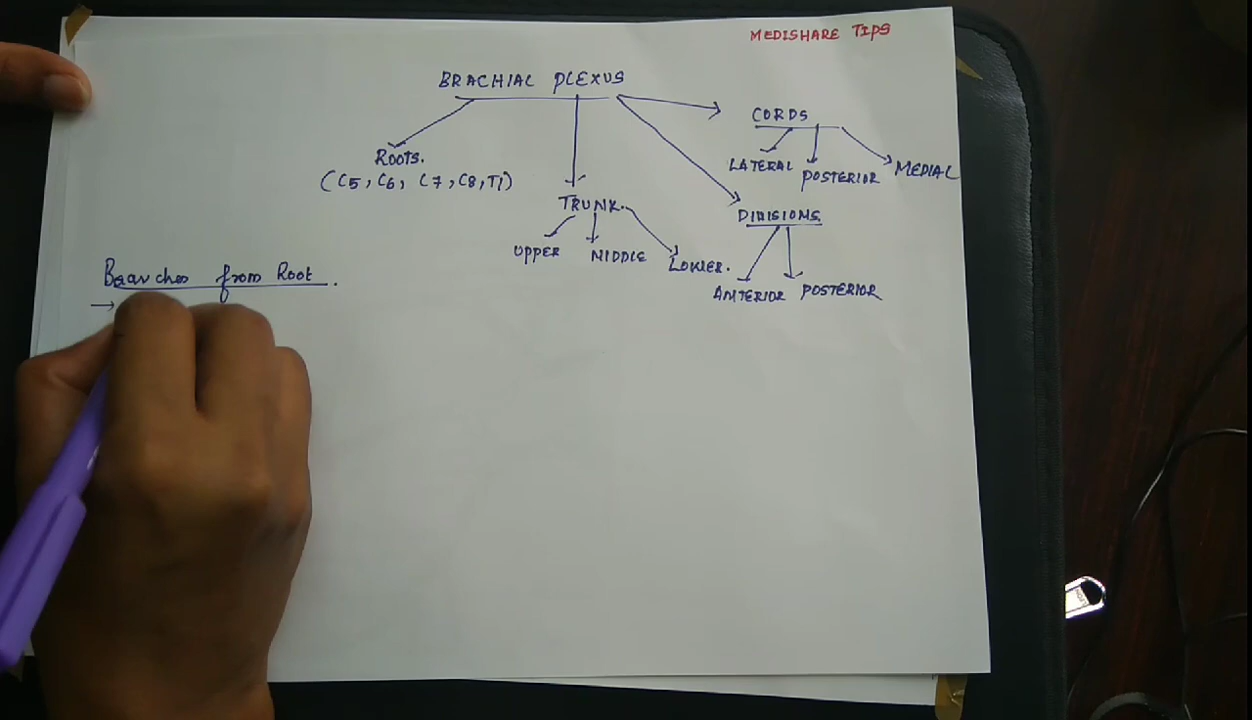 MEDISHARE TIPS
BRACHIAL PLEXUS
CORDS
LATERAL
POSTERIOR
MEDIAL
ROOTS.
(C5, C6, C7, C8, T1)
TRUNK.
UPPER
MIDDLE
LOWER.
DIVISIONS.
ANTERIOR
POSTERIOR
Branches from Root.
→